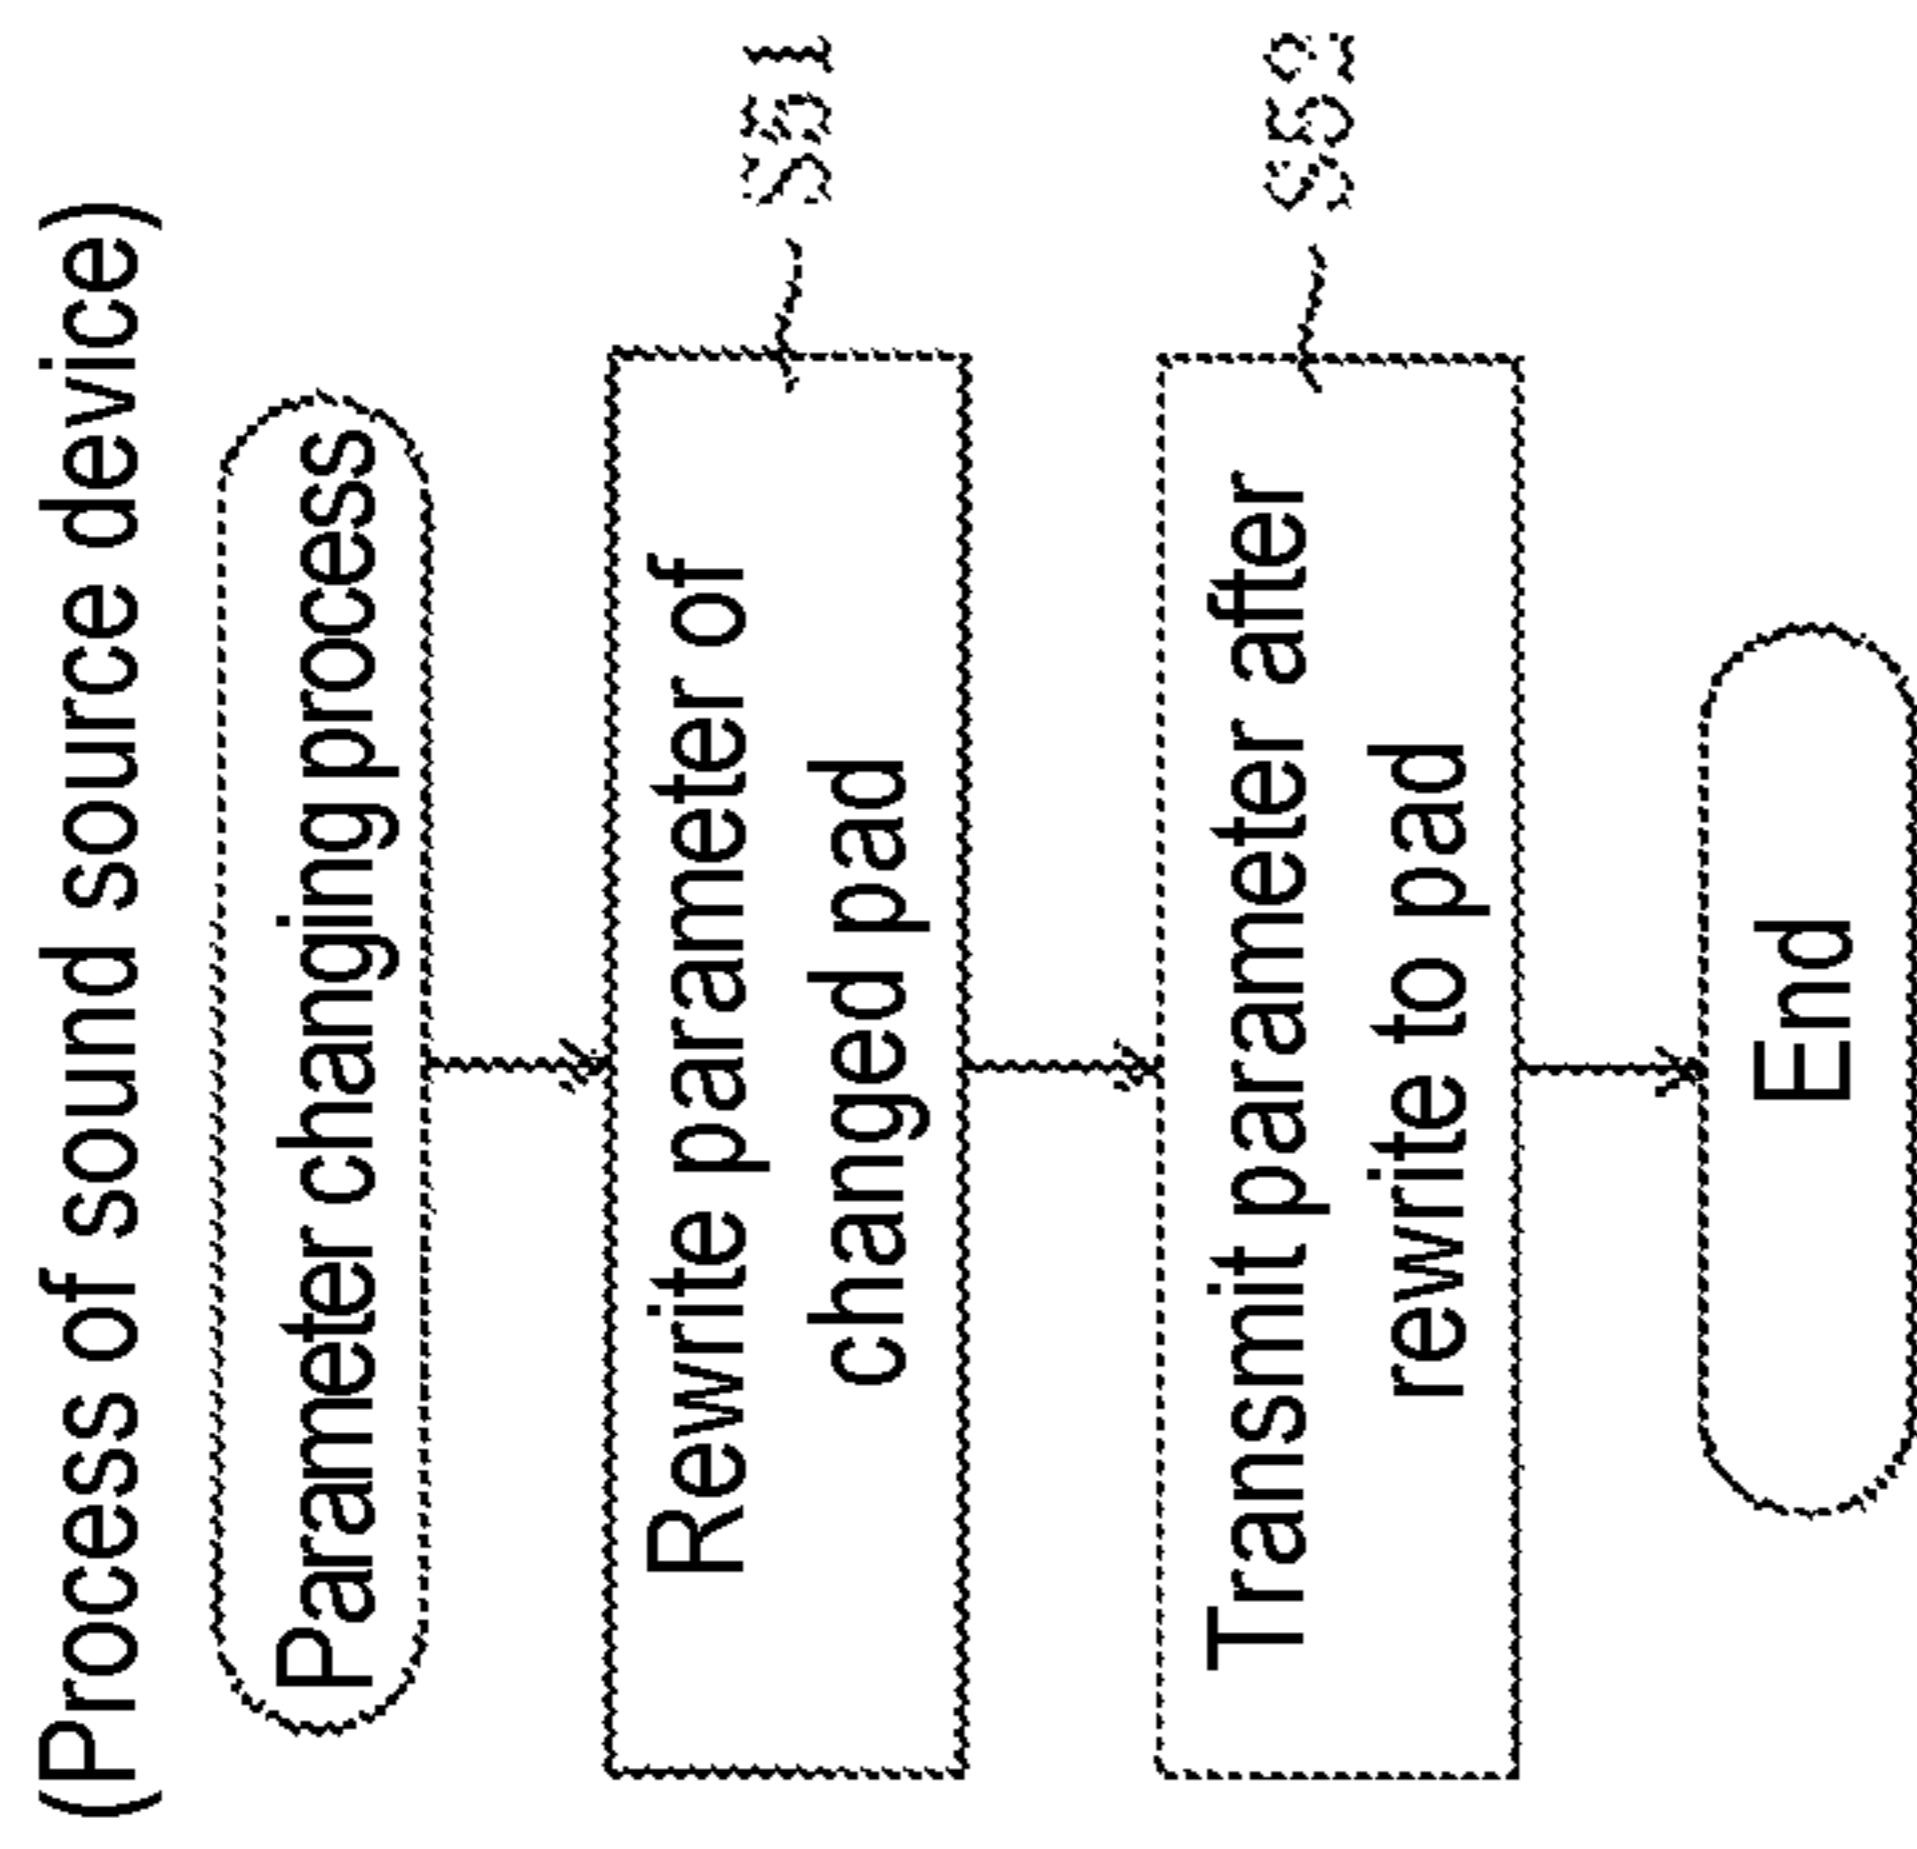 (Process of sound source device)
Parameter changing process
Rewrite parameter of
changed pad
S51
Transmit parameter after
rewrite to pad
S52
End